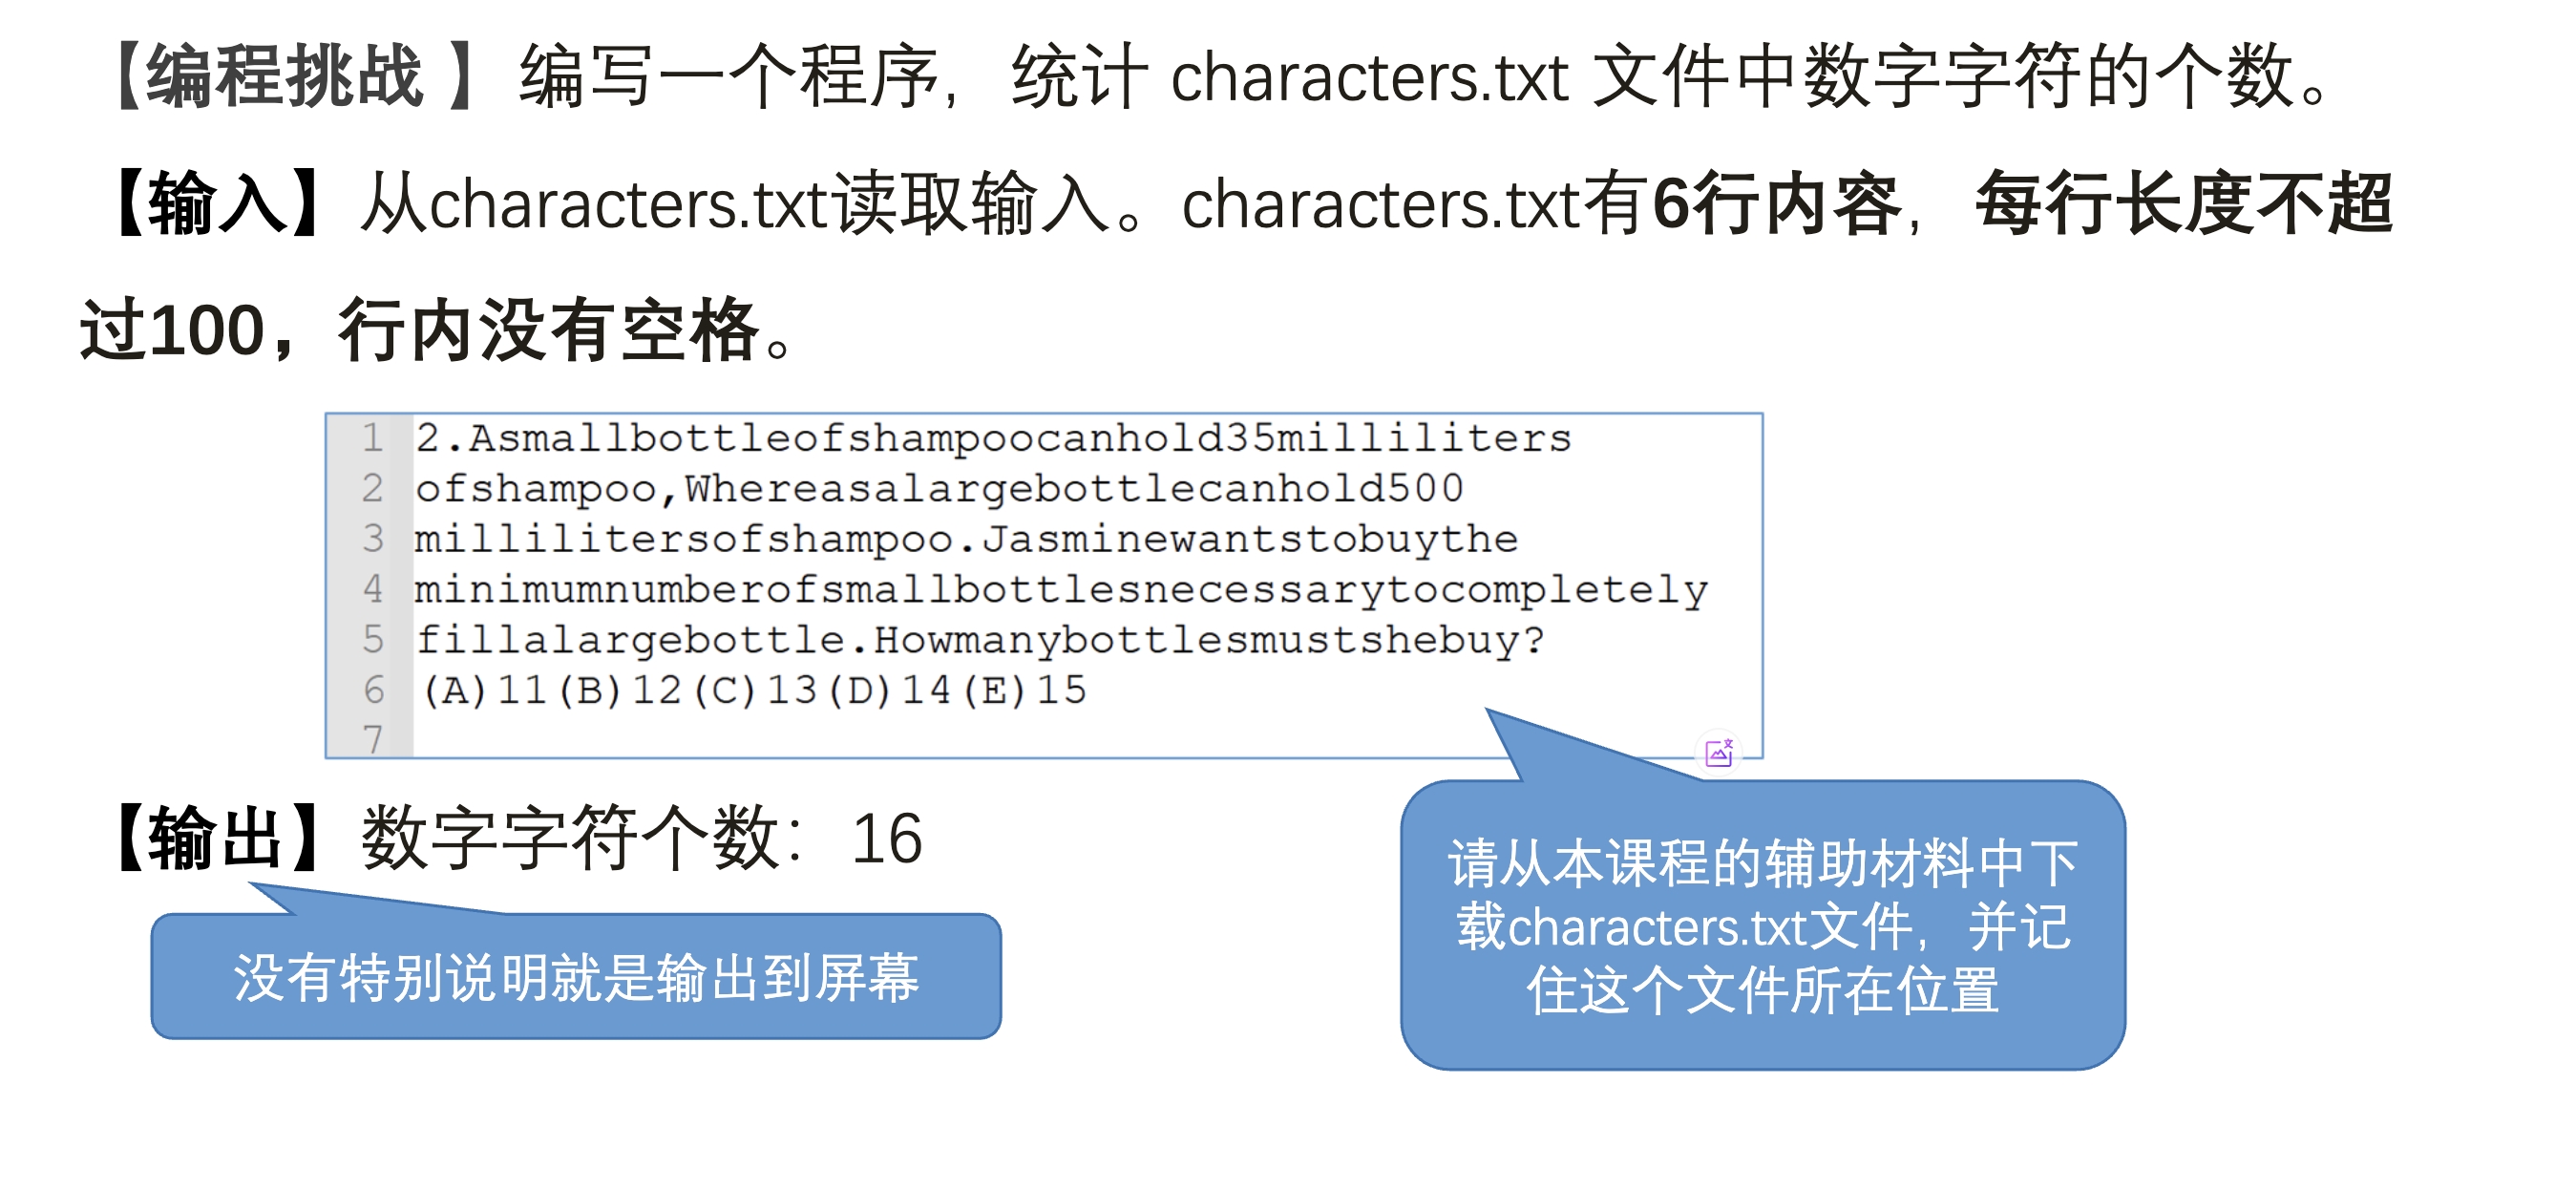 【编程挑战 】编写一个程序，统计 characters.txt 文件中数字字符的个数。
【输入】从characters.txt读取输入。characters.txt有6行内容，每行长度不超
过100，行内没有空格。
1 2.Asmallbottleofshampoocanhold35milliliters
2 ofshampoo,Whereasalargebottlecanhold500
3 millilitersofshampoo.Jasminewantstobuythe
4 minimumnumberofsmallbottlesnecessarytocompletely
5 fillalargebottle.Howmanybottlesmustshebuy?
6 (A)11(B)12(C)13(D)14(E)15
7
【输出】数字字符个数：16
没有特别说明就是输出到屏幕
请从本课程的辅助材料中下
载characters.txt文件，并记
住这个文件所在位置